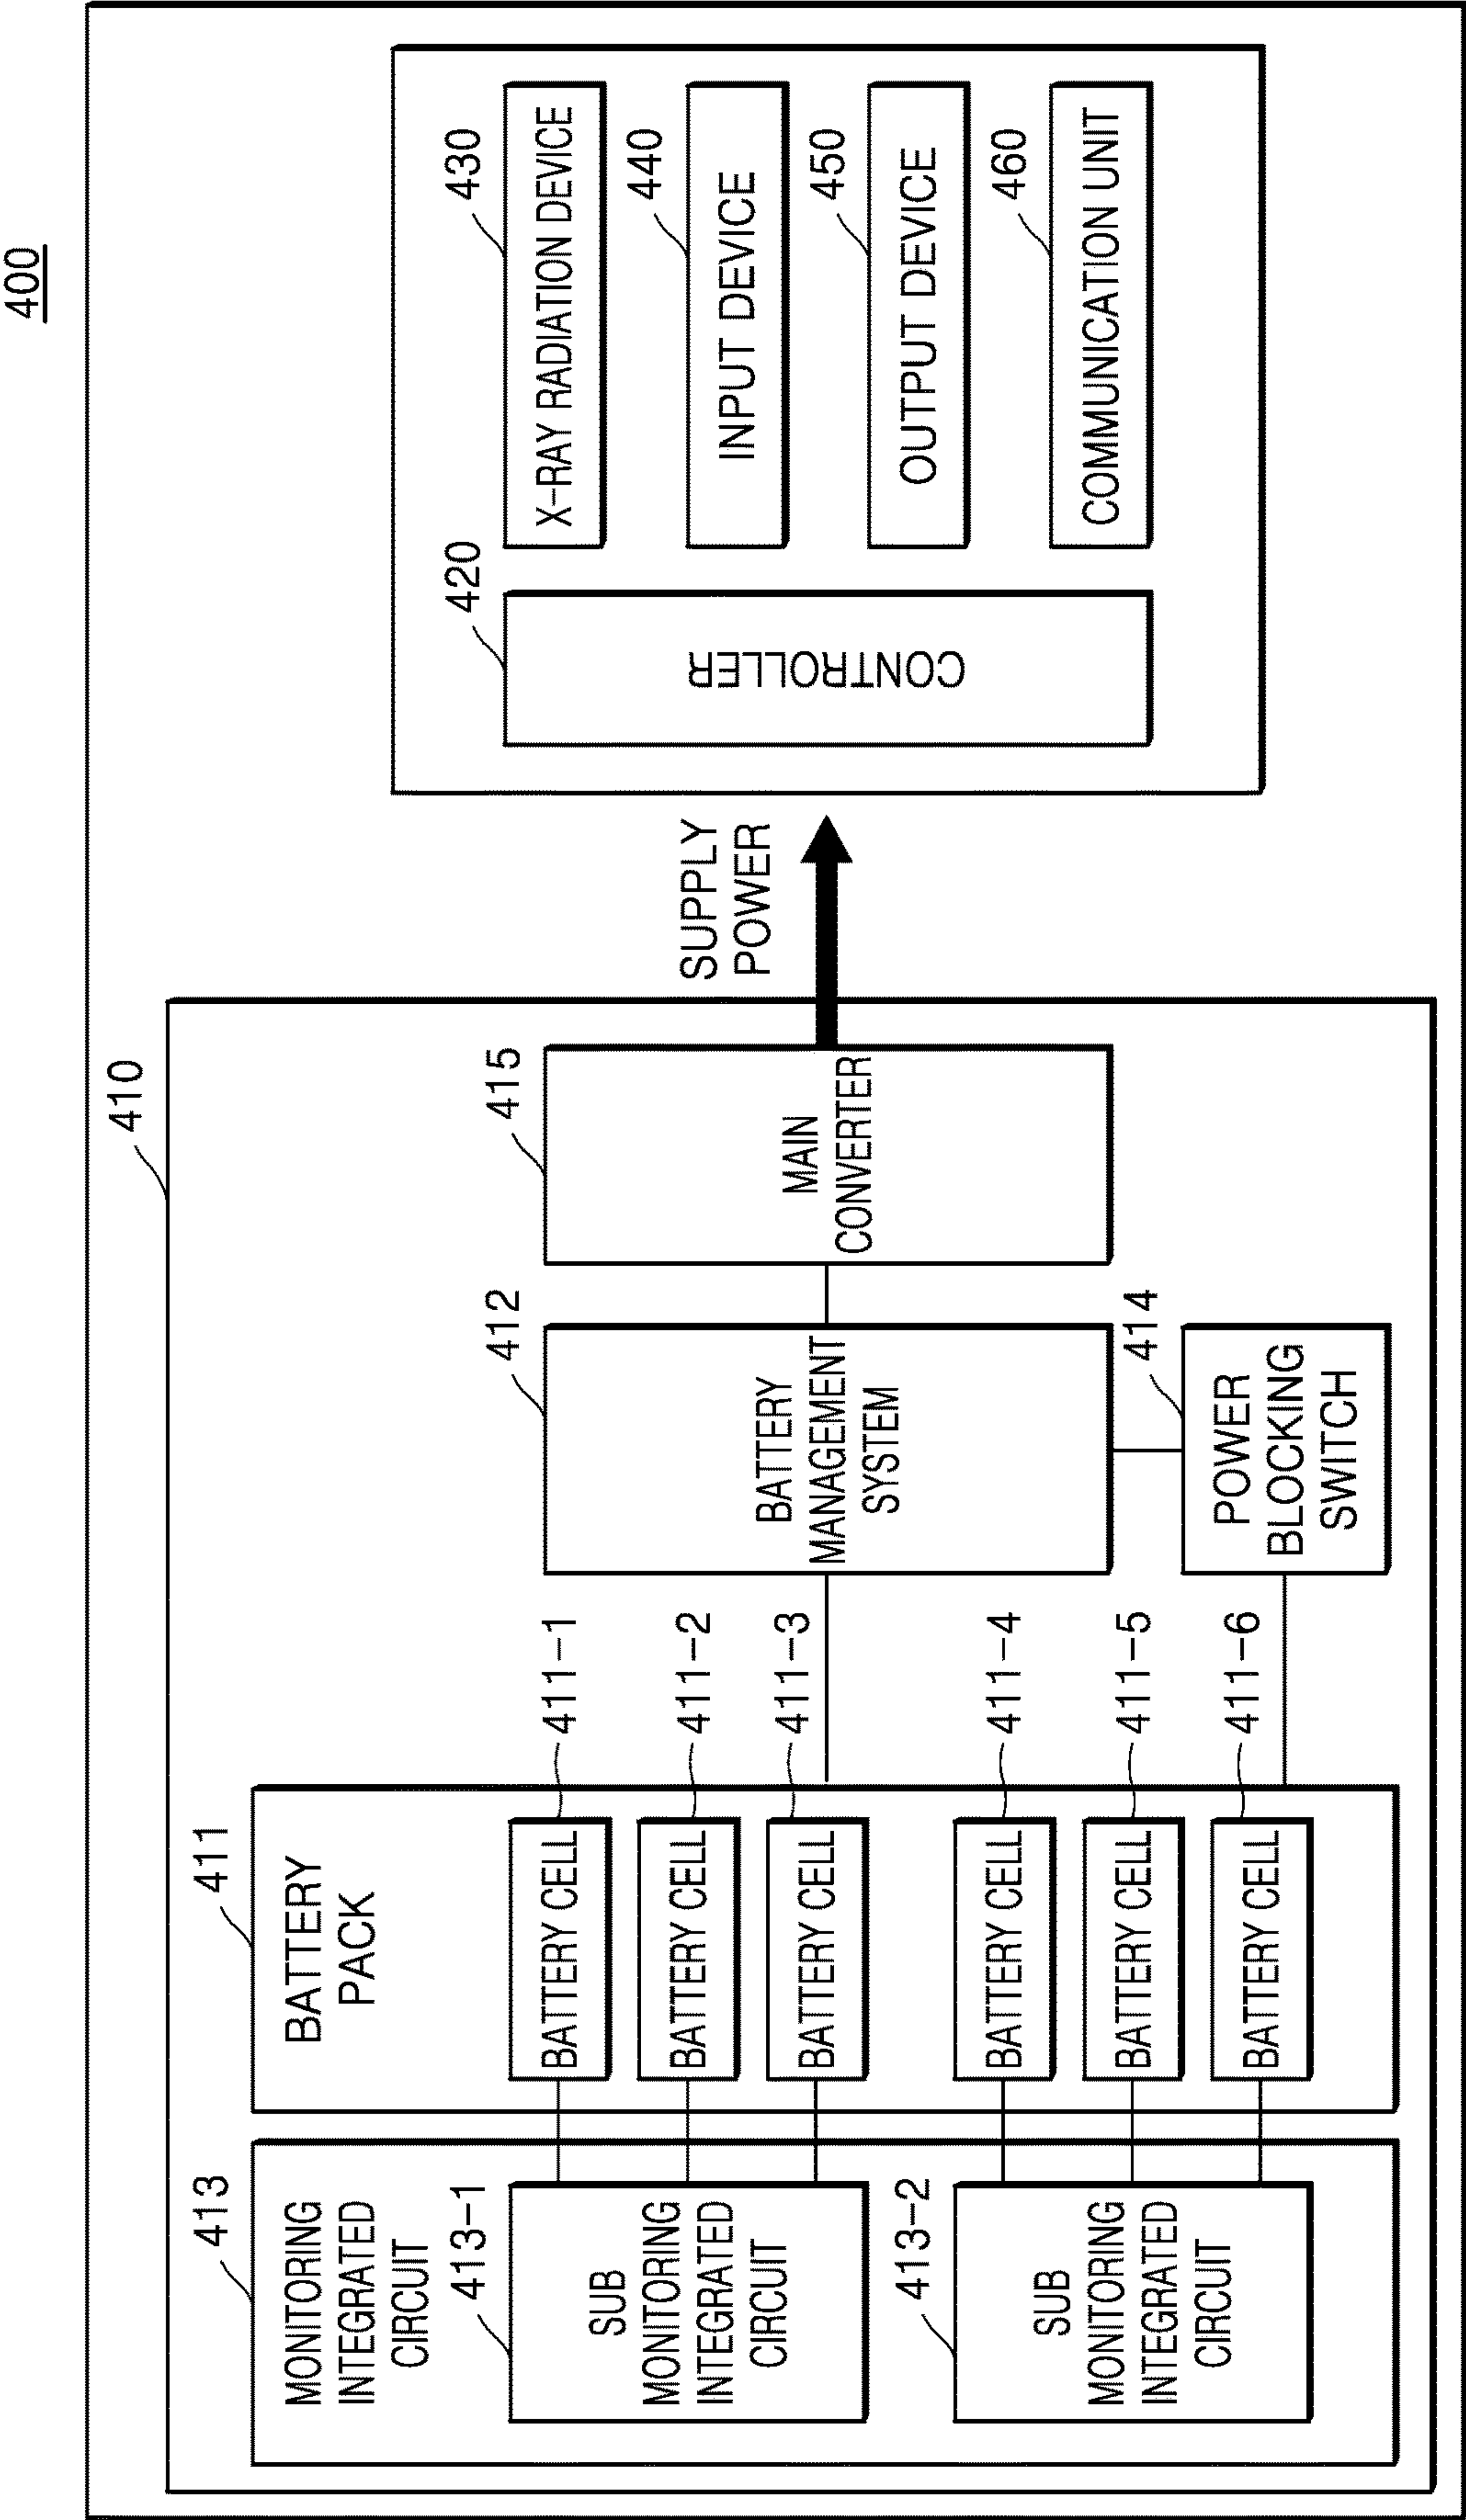 400
410
413
MONITORING
INTEGRATED
CIRCUIT
413-1
SUB
MONITORING
INTEGRATED
CIRCUIT
413-2
SUB
MONITORING
INTEGRATED
CIRCUIT
411
BATTERY
PACK
BATTERY CELL
411-1
BATTERY CELL
411-2
BATTERY CELL
411-3
BATTERY CELL
411-4
BATTERY CELL
411-5
BATTERY CELL
411-6
412
BATTERY
MANAGEMENT
SYSTEM
414
POWER
BLOCKING
SWITCH
415
MAIN
CONVERTER
SUPPLY
POWER
420
CONTROLLER
430
X-RAY RADIATION DEVICE
440
INPUT DEVICE
450
OUTPUT DEVICE
460
COMMUNICATION UNIT